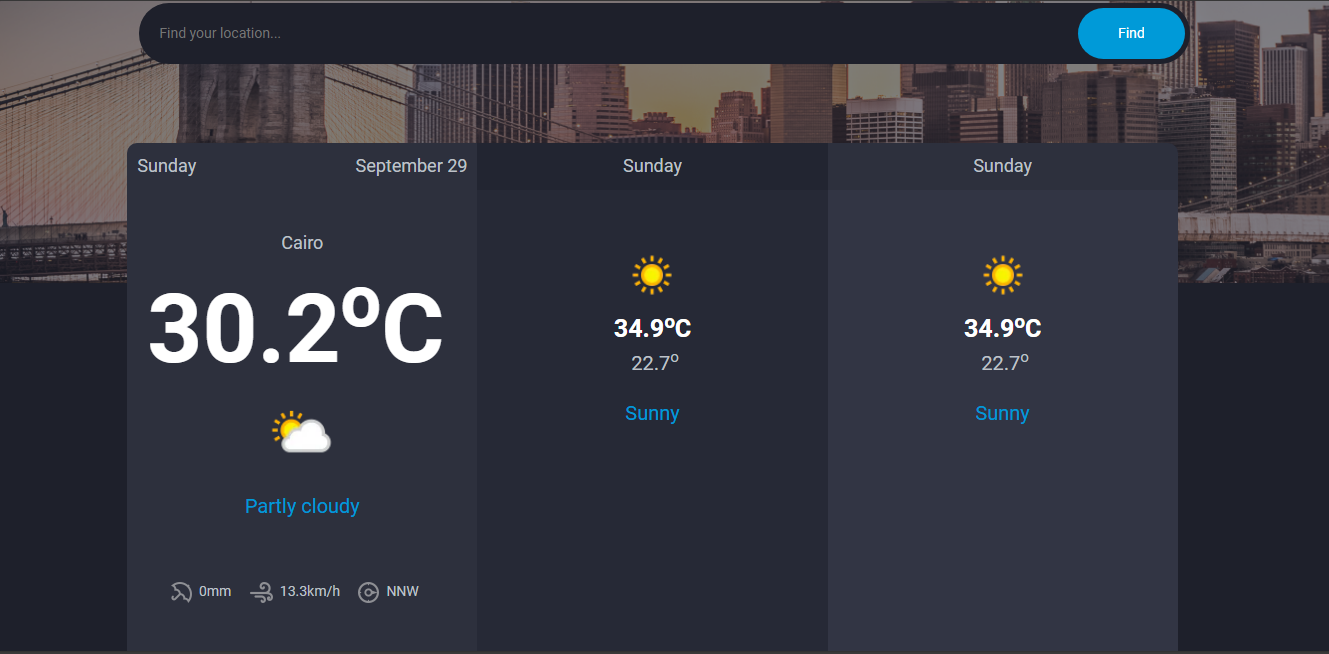 Find your location...
Find
Sunday September 29
Cairo
30.2°C
Partly cloudy
0mm 13.3km/h NNW
Sunday
34.9°C
22.7°
Sunny
Sunday
34.9°C
22.7°
Sunny